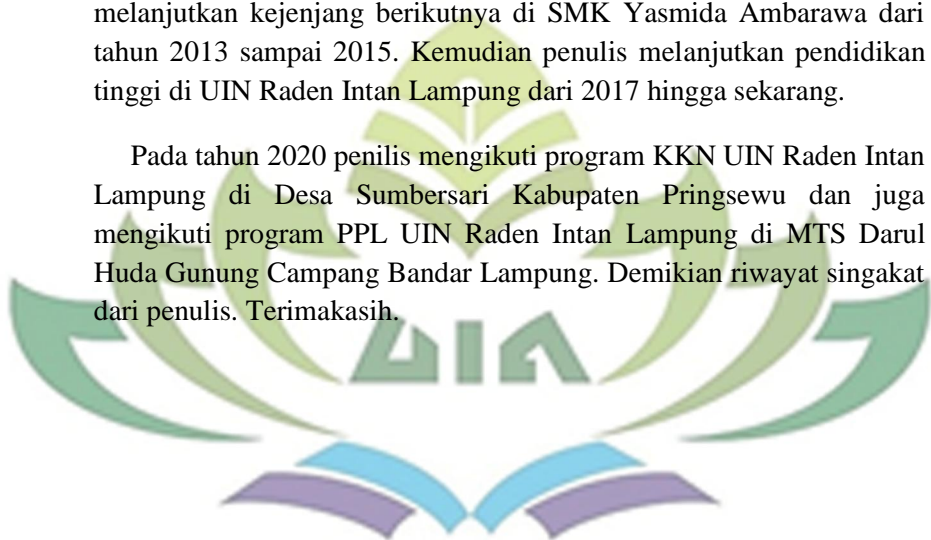 melanjutkan kejenjang berikutnya di SMK Yasmida Ambarawa dari
tahun 2013 sampai 2015. Kemudian penulis melanjutkan pendidikan
tinggi di UIN Raden Intan Lampung dari 2017 hingga sekarang.
Pada tahun 2020 penilis mengikuti program KKN UIN Raden Intan
Lampung di Desa Sumbersari Kabupaten Pringsewu dan juga
mengikuti program PPL UIN Raden Intan Lampung di MTS Darul
Huda Gunung Campang Bandar Lampung. Demikian riwayat singakat
dari penulis. Terimakasih.
UIN